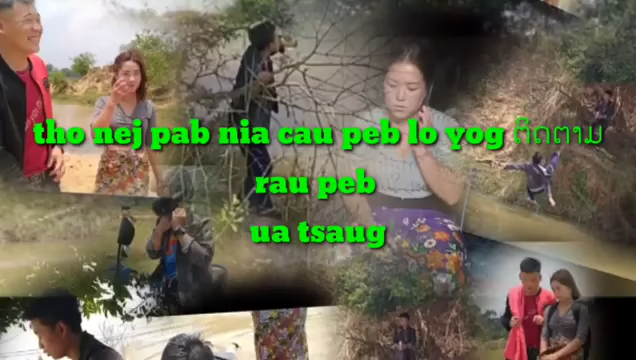 tho nej pab nia cau peb lo yog ຕິດຕາມ
rau peb
ua tsaug